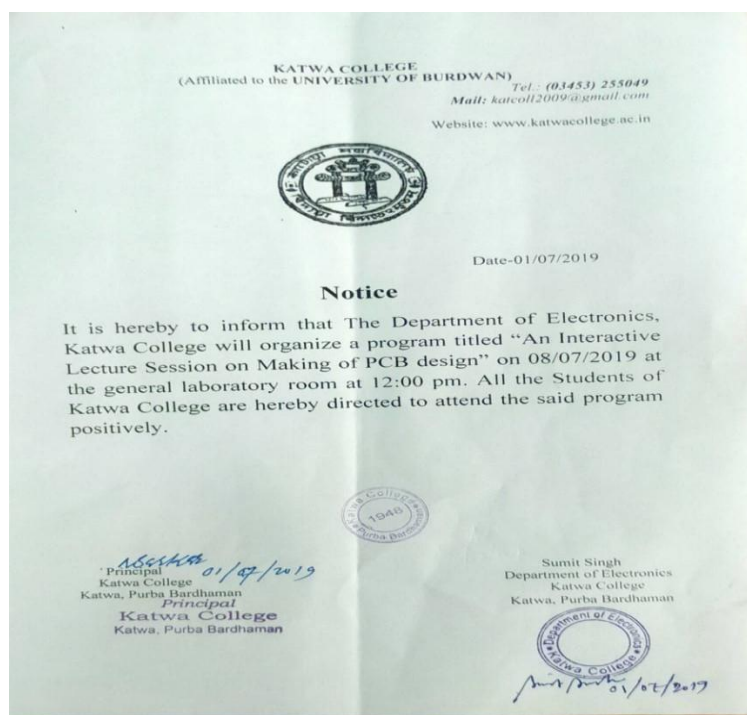 KATWA COLLEGE
(Affiliated to the UNIVERSITY OF BURDWAN)
Tel.: (03453) 255049
Mail: katcoll2009@gmail.com
Website: www.katwacollege.ac.in
Date-01/07/2019
Notice
It is hereby to inform that The Department of Electronics,
Katwa College will organize a program titled “An Interactive
Lecture Session on Making of PCB design” on 08/07/2019 at
the general laboratory room at 12:00 pm. All the Students of
Katwa College are hereby directed to attend the said program
positively.
Katwa College
1948
Purba Bardhaman
01/07/2019
Principal
Katwa College
Katwa, Purba Bardhaman
Principal
Katwa College
Katwa, Purba Bardhaman
Sumit Singh
Department of Electronics
Katwa College
Katwa, Purba Bardhaman
Department of Electronics
Katwa College
01/07/2019